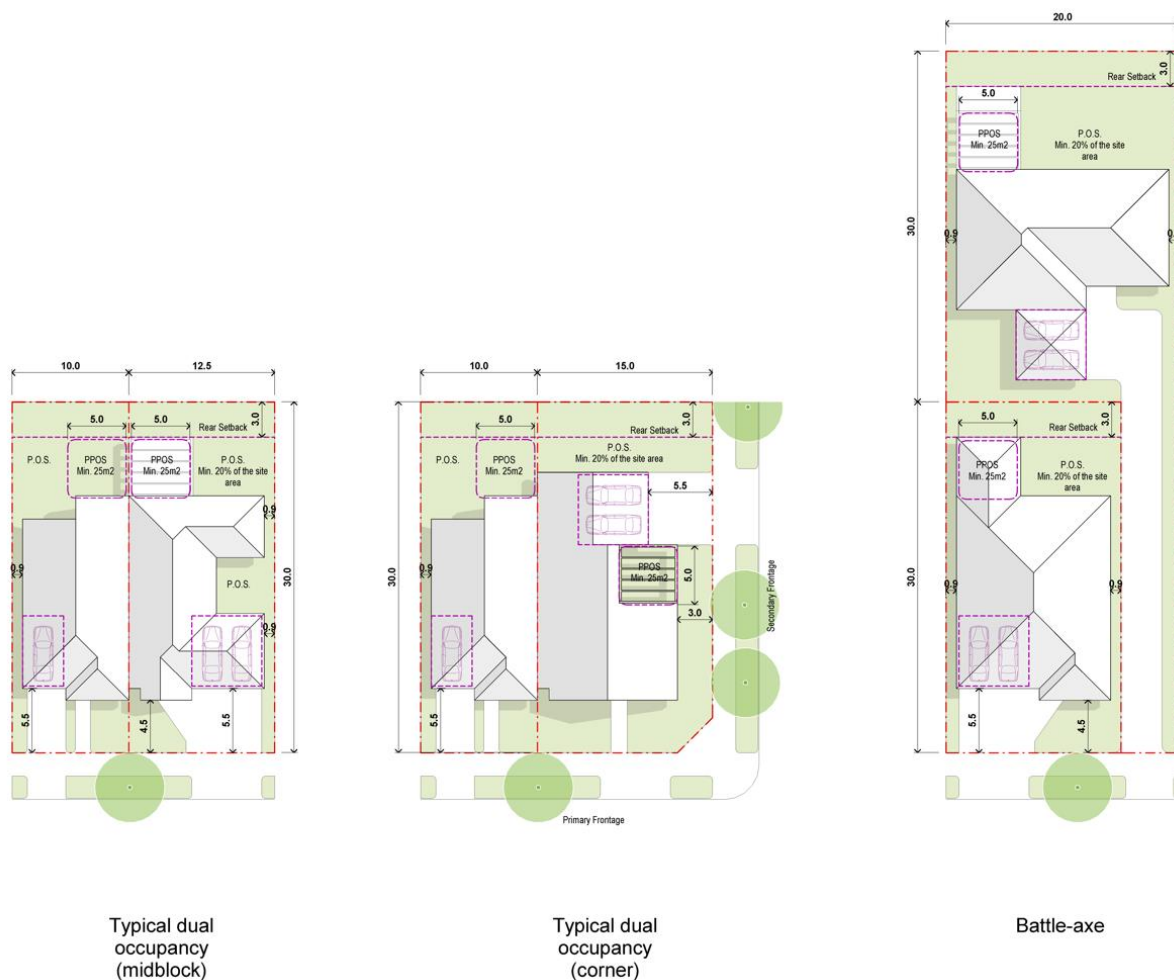 10.0
12.5
5.0
5.0
3.0
Rear Setback
P.O.S.
PPOS
Min. 25m2
PPOS
Min. 25m2
P.O.S.
Min. 20% of the site
area
0.9
0.9
P.O.S.
0.9
30.0
5.5
4.5
5.5
Typical dual
occupancy
(midblock)
10.0
15.0
5.0
3.0
Rear Setback
P.O.S.
PPOS
Min. 25m2
P.O.S.
Min. 20% of the site area
5.5
30.0
0.9
PPOS
Min. 25m2
5.0
3.0
Secondary Frontage
5.5
Primary Frontage
Typical dual
occupancy
(corner)
20.0
3.0
Rear Setback
5.0
PPOS
Min. 25m2
P.O.S.
Min. 20% of the site
area
30.0
0.9
5.0
3.0
Rear Setback
PPOS
Min. 25m2
P.O.S.
Min. 20% of the site
area
30.0
0.9
0.9
5.5
4.5
Battle-axe